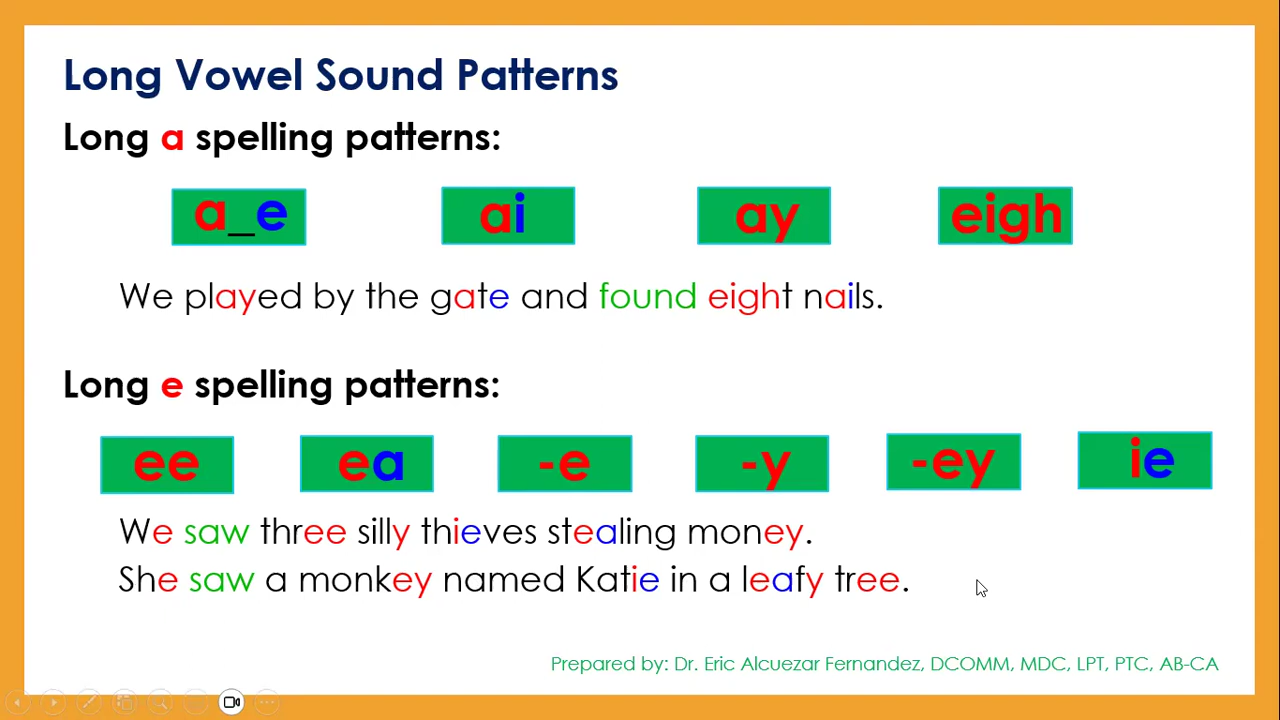 Long Vowel Sound Patterns
Long a spelling patterns:
a_e ai ay eigh
We played by the gate and found eight nails.
Long e spelling patterns:
ee ea -e -y -ey ie
We saw three silly thieves stealing money.
She saw a monkey named Katie in a leafy tree.
Prepared by: Dr. Eric Alcuezar Fernandez, DCOMM, MDC, LPT, PTC, AB-CA